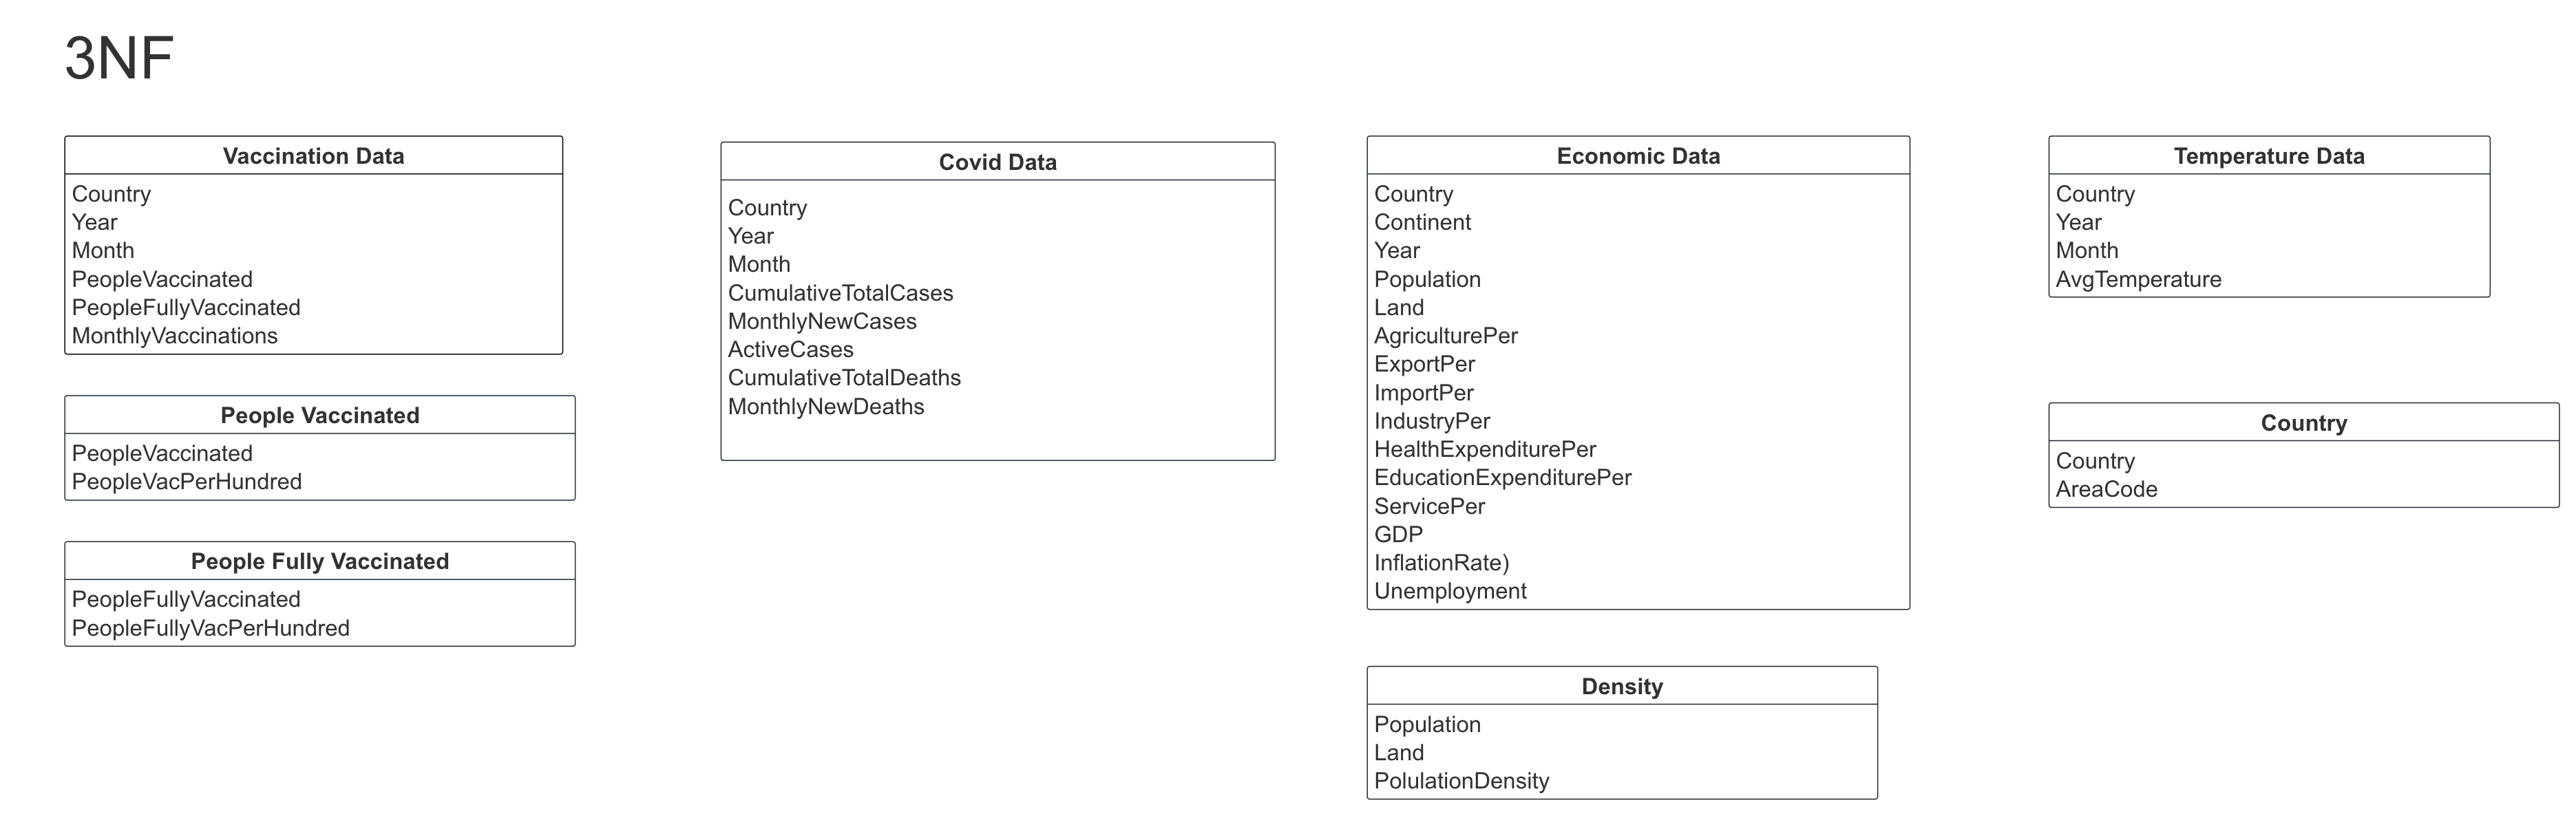 3NF
Vaccination Data
Country
Year
Month
PeopleVaccinated
PeopleFullyVaccinated
MonthlyVaccinations
People Vaccinated
PeopleVaccinated
PeopleVacPerHundred
People Fully Vaccinated
PeopleFullyVaccinated
PeopleFullyVacPerHundred
Covid Data
Country
Year
Month
CumulativeTotalCases
MonthlyNewCases
ActiveCases
CumulativeTotalDeaths
MonthlyNewDeaths
Economic Data
Country
Continent
Year
Population
Land
AgriculturePer
ExportPer
ImportPer
IndustryPer
HealthExpenditurePer
EducationExpenditurePer
ServicePer
GDP
InflationRate)
Unemployment
Density
Population
Land
PolulationDensity
Temperature Data
Country
Year
Month
AvgTemperature
Country
Country
AreaCode